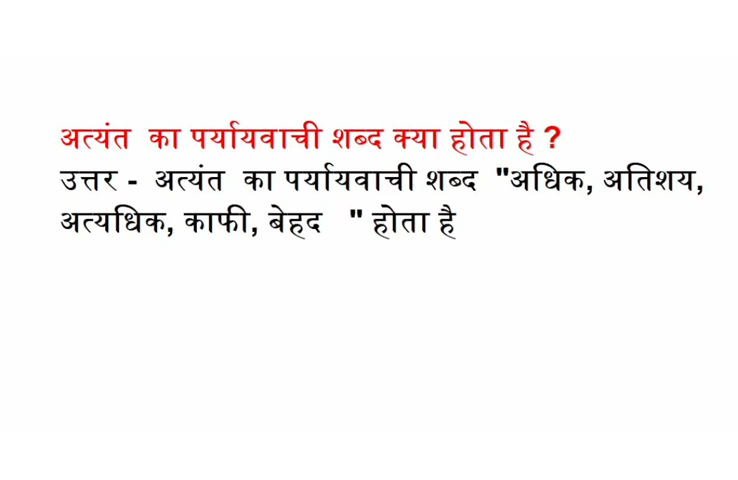 अत्यंत का पर्यायवाची शब्द क्या होता है ?
उत्तर - अत्यंत का पर्यायवाची शब्द "अधिक, अतिशय,
अत्यधिक, काफी, बेहद " होता है